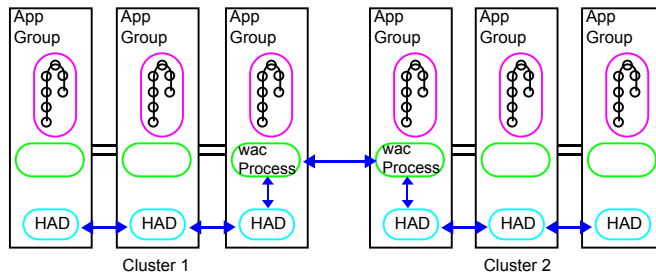 App
Group
App
Group
App
Group
App
Group
App
Group
App
Group
wac
Process
wac
Process
HAD
HAD
HAD
HAD
HAD
HAD
Cluster 1
Cluster 2